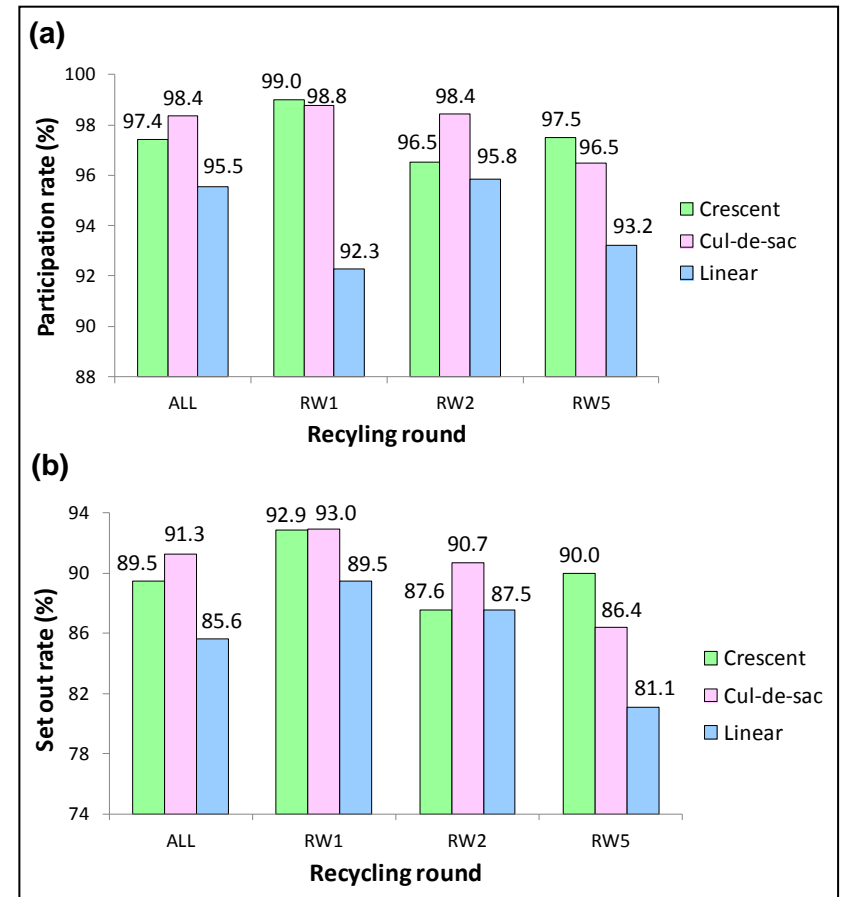 (a)
Participation rate (%)
100
98
96
94
92
90
88
97.4
98.4
95.5
99.0
98.8
92.3
96.5
98.4
95.8
97.5
96.5
93.2
ALL
RW1
RW2
RW5
Recyling round
Crescent
Cul-de-sac
Linear
(b)
Set out rate (%)
94
90
86
82
78
74
89.5
91.3
85.6
92.9
93.0
89.5
87.6
90.7
87.5
90.0
86.4
81.1
ALL
RW1
RW2
RW5
Recycling round
Crescent
Cul-de-sac
Linear